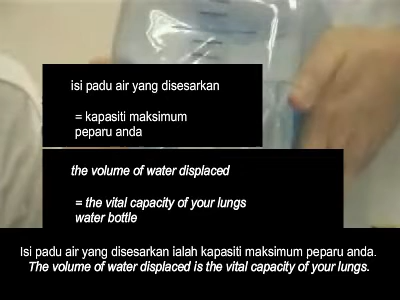 isi padu air yang disesarkan
= kapasiti maksimum
peparu anda
the volume of water displaced
= the vital capacity of your lungs
water bottle
Isi padu air yang disesarkan ialah kapasiti maksimum peparu anda.
The volume of water displaced is the vital capacity of your lungs.